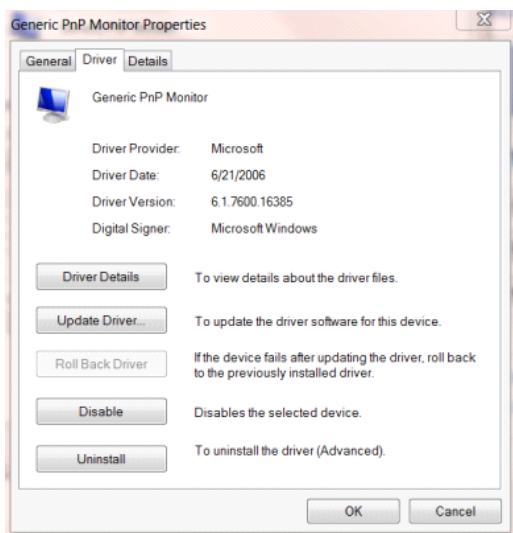 Generic PnP Monitor Properties
General Driver Details
Generic PnP Monitor
Driver Provider: Microsoft
Driver Date: 6/21/2006
Driver Version: 6.1.7600.16385
Digital Signer: Microsoft Windows
Driver Details To view details about the driver files.
Update Driver... To update the driver software for this device.
Roll Back Driver If the device fails after updating the driver, roll back
to the previously installed driver.
Disable Disables the selected device.
Uninstall To uninstall the driver (Advanced).
OK Cancel